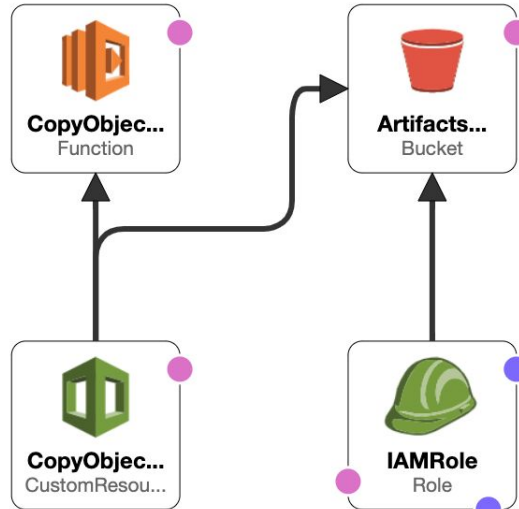 CopyObjec...
Function
Artifacts...
Bucket
CopyObjec...
CustomResou...
IAMRole
Role